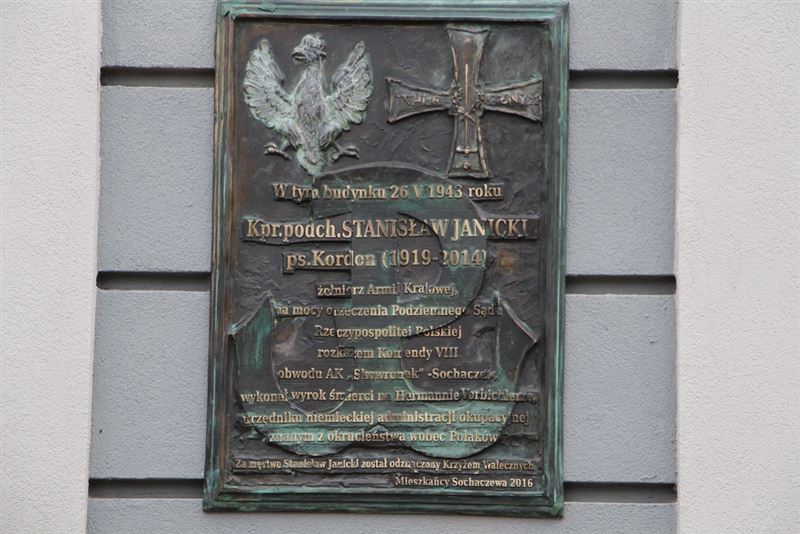 W tym budynku 26 V 1943 roku
Kpr.podch.STANISŁAW JANICKI
ps.Kordon (1919-2014)
żołnierz Armii Krajowej,
na mocy orzeczenia Podziemnego Sądu
Rzeczypospolitej Polskiej
rozkazem Komendy VIII
obwodu AK „Skowronek" -Sochaczew
wykonał wyrok śmierci na Hermannie
urzędniku niemieckiej administracji okupacyjnej
znanym z okrucieństwa wobec Polaków
Za męstwo Stanisław Janicki został odznaczony Krzyżem Walecznych
Mieszkańcy Sochaczewa 2016